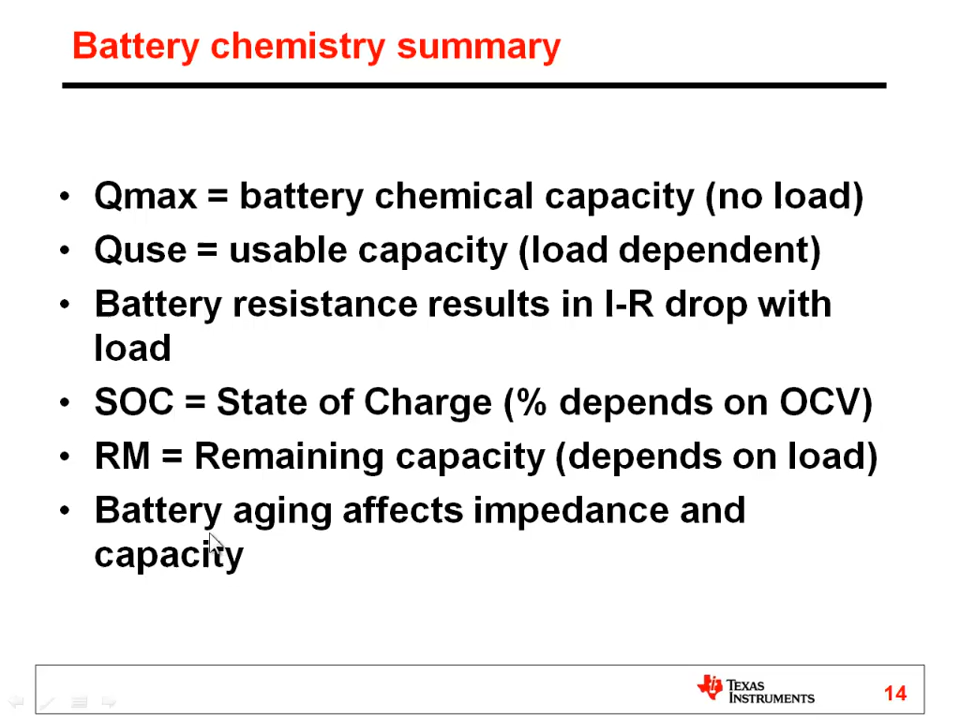 Battery chemistry summary
• Qmax = battery chemical capacity (no load)
• Quse = usable capacity (load dependent)
• Battery resistance results in I-R drop with
load
• SOC = State of Charge (% depends on OCV)
• RM = Remaining capacity (depends on load)
• Battery aging affects impedance and
capacity
TEXAS
INSTRUMENTS
14